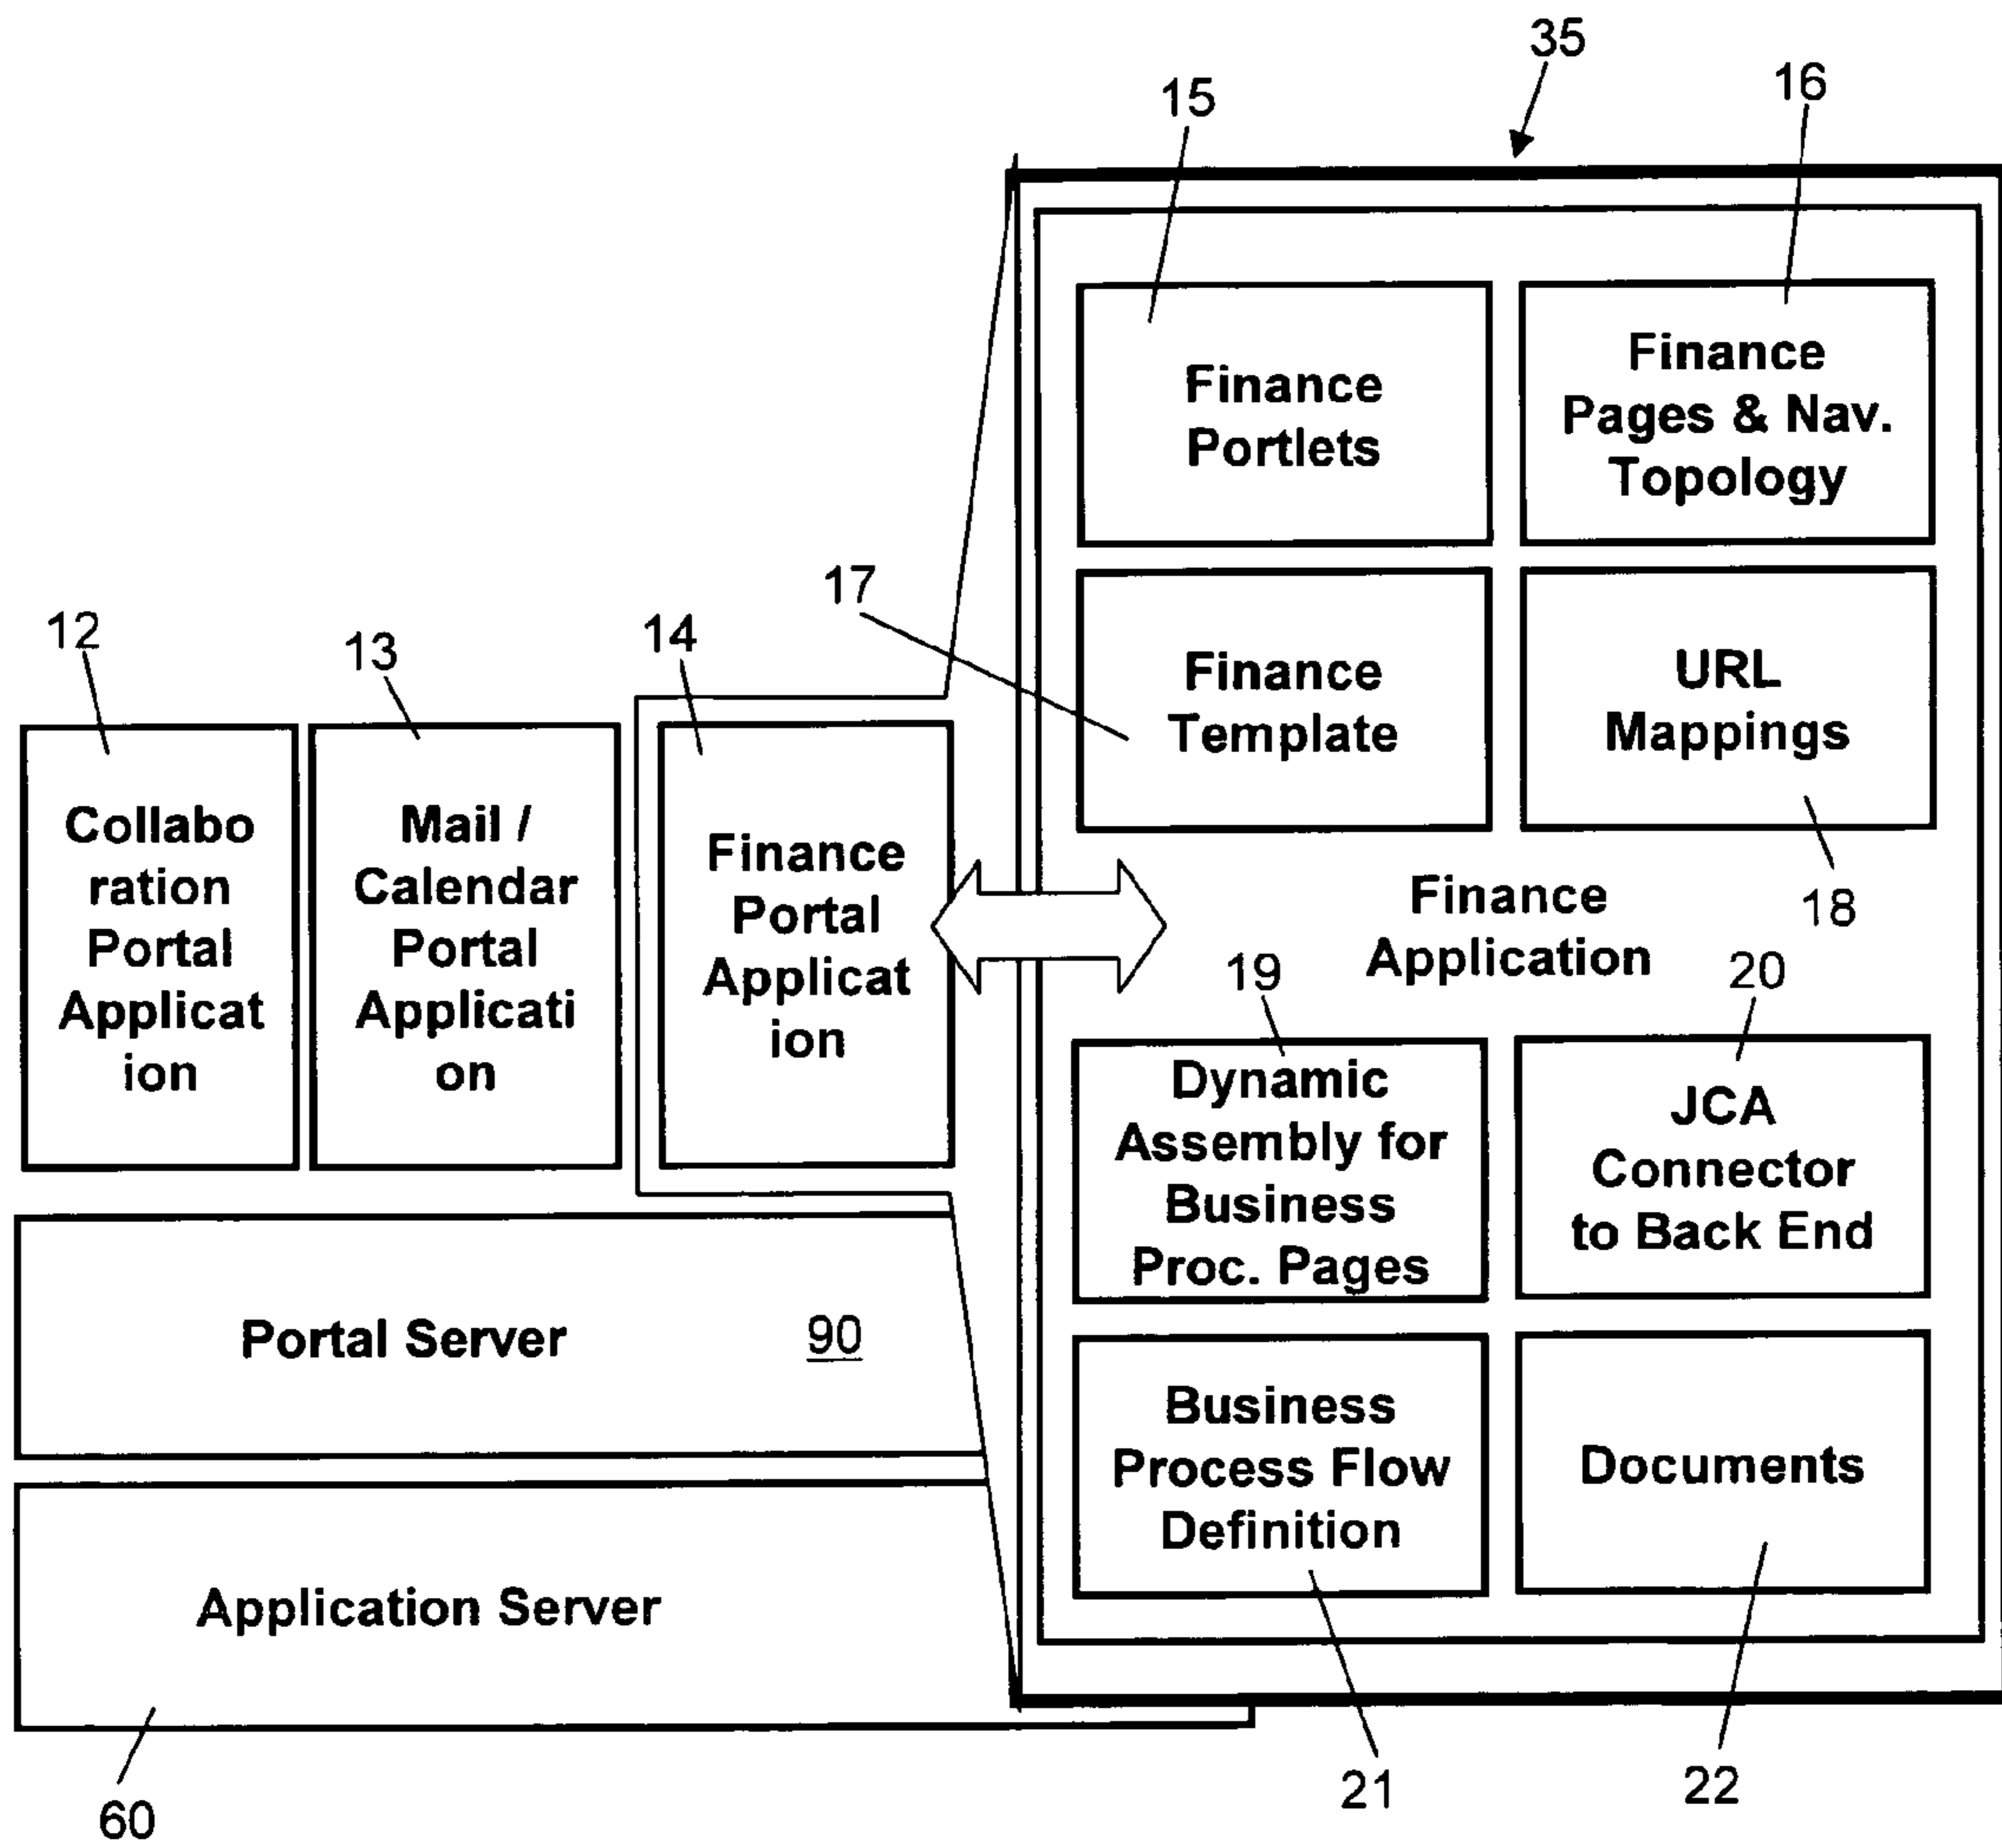 35
15
16
Finance
Portlets
Finance
Pages & Nav.
Topology
17
Finance
Template
URL
Mappings
18
12
13
14
Collabo
ration
Portal
Applicat
ion
Mail /
Calendar
Portal
Applicati
on
Finance
Portal
Applicat
ion
Finance
Application
19
20
Dynamic
Assembly for
Business
Proc. Pages
JCA
Connector
to Back End
Portal Server
90
Business
Process Flow
Definition
Documents
Application Server
60
21
22